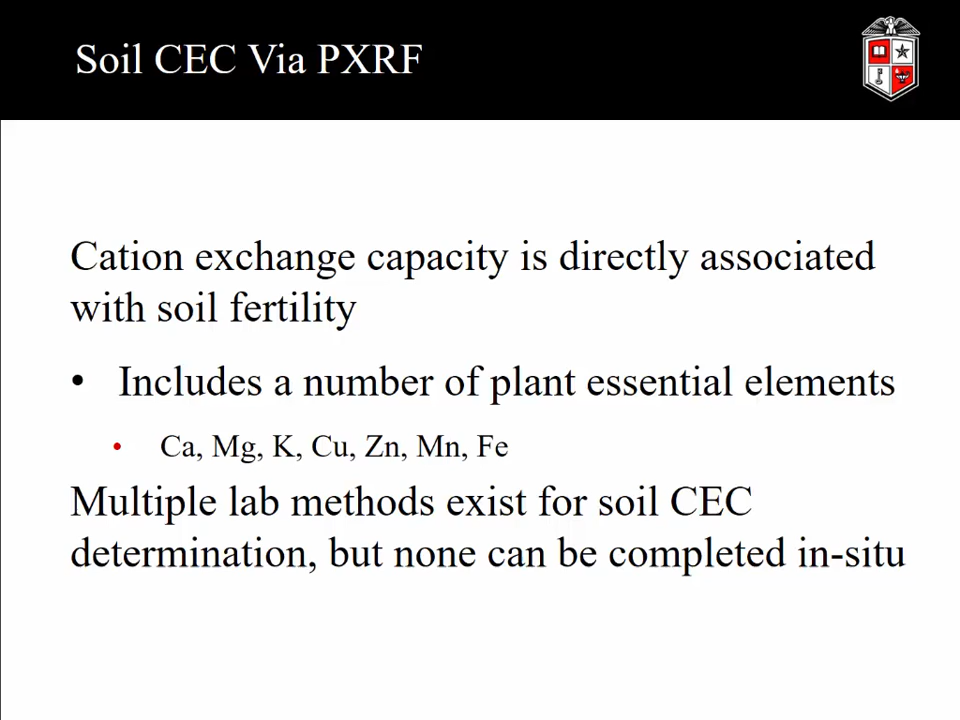 Soil CEC Via PXRF
Cation exchange capacity is directly associated
with soil fertility
• Includes a number of plant essential elements
• Ca, Mg, K, Cu, Zn, Mn, Fe
Multiple lab methods exist for soil CEC
determination, but none can be completed in-situ